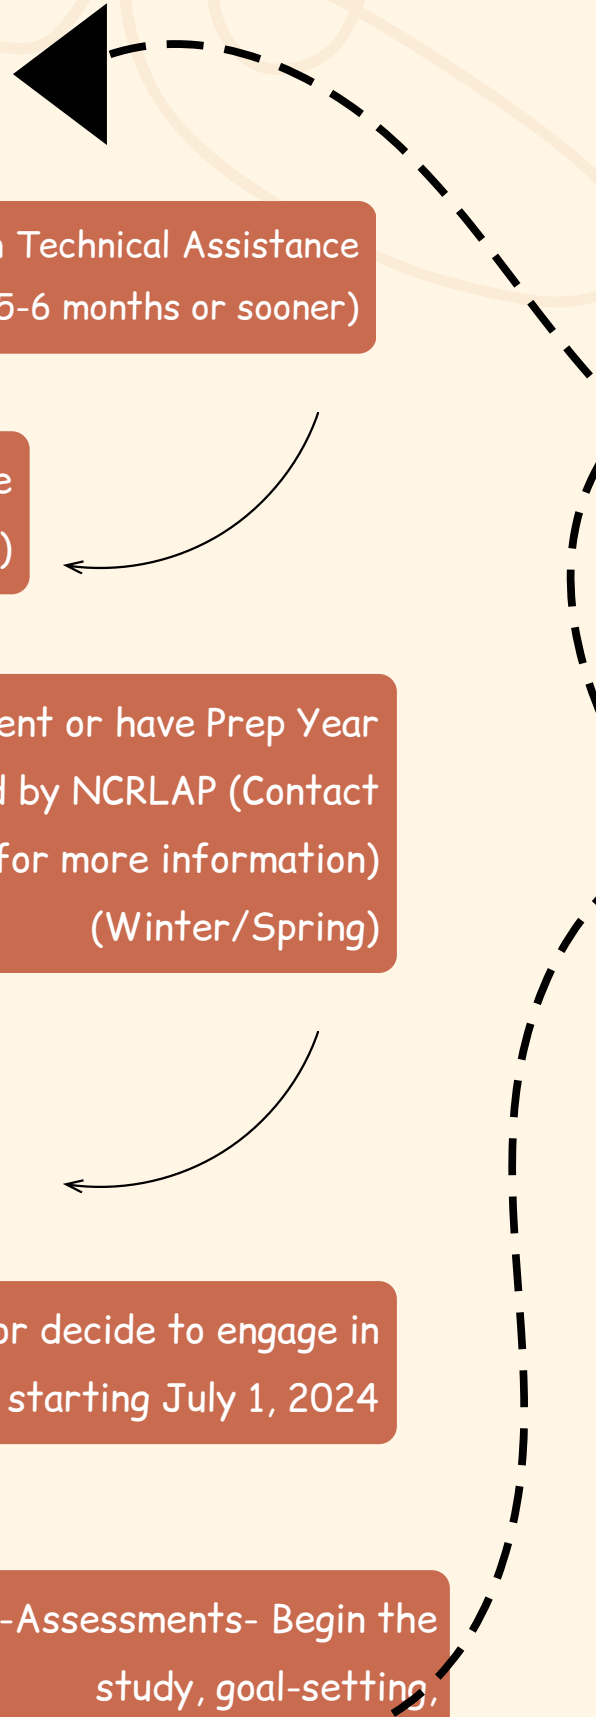 Technical Assistance
5-6 months or sooner)
)
or have Prep Year
by NCRLAP (Contact
for more information)
(Winter/Spring)
or decide to engage in
starting July 1, 2024
-Assessments- Begin the
study, goal-setting,